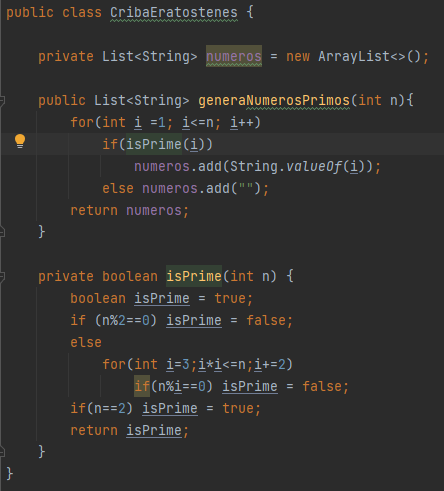 public class CribaEratostenes {
private List<String> numeros = new ArrayList<>();
public List<String> generaNumerosPrimos(int n){
for(int i =1; i<=n; i++)
if(isPrime(i))
numeros.add(String.valueOf(i));
else numeros.add("");
return numeros;
}
private boolean isPrime(int n) {
boolean isPrime = true;
if (n%2==0) isPrime = false;
else
for(int i=3;i*i<=n;i+=2)
if(n%i==0) isPrime = false;
if(n==2) isPrime = true;
return isPrime;
}
}